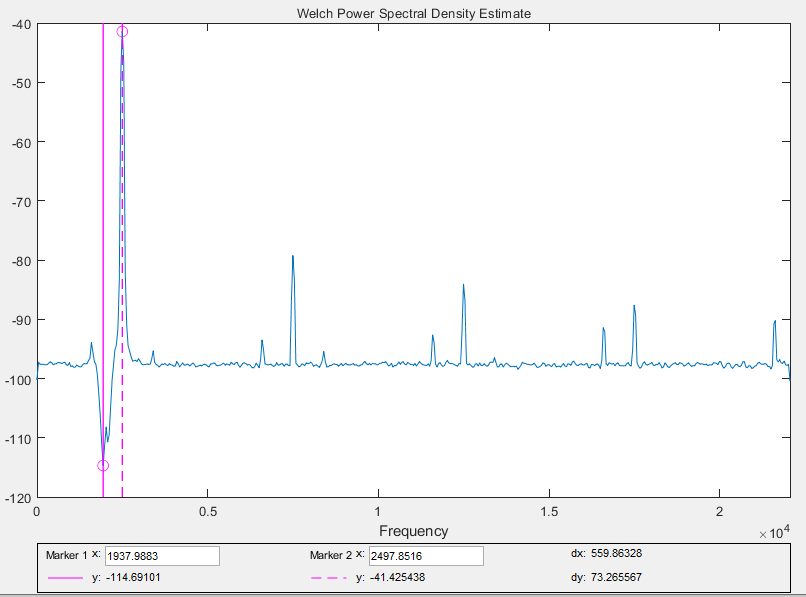 Welch Power Spectral Density Estimate
-40
-50
-60
-70
-80
-90
-100
-110
-120
0 0.5 1 1.5 2
Frequency
×10⁴
Marker 1 x: 1937.9883 Marker 2 x: 2497.8516 dx: 559.86328
y: -114.69101 y: -41.425438 dy: 73.265567